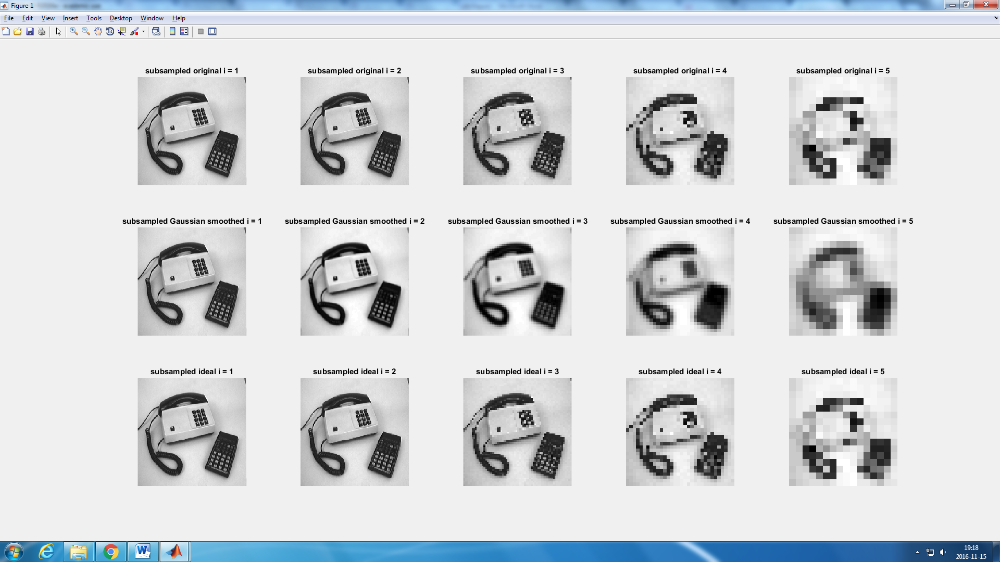 Figure 1
File Edit View Insert Tools Desktop Window Help
subsampled original i = 1
subsampled original i = 2
subsampled original i = 3
subsampled original i = 4
subsampled original i = 5
subsampled Gaussian smoothed i = 1
subsampled Gaussian smoothed i = 2
subsampled Gaussian smoothed i = 3
subsampled Gaussian smoothed i = 4
subsampled Gaussian smoothed i = 5
subsampled ideal i = 1
subsampled ideal i = 2
subsampled ideal i = 3
subsampled ideal i = 4
subsampled ideal i = 5
19:18
2016-11-15